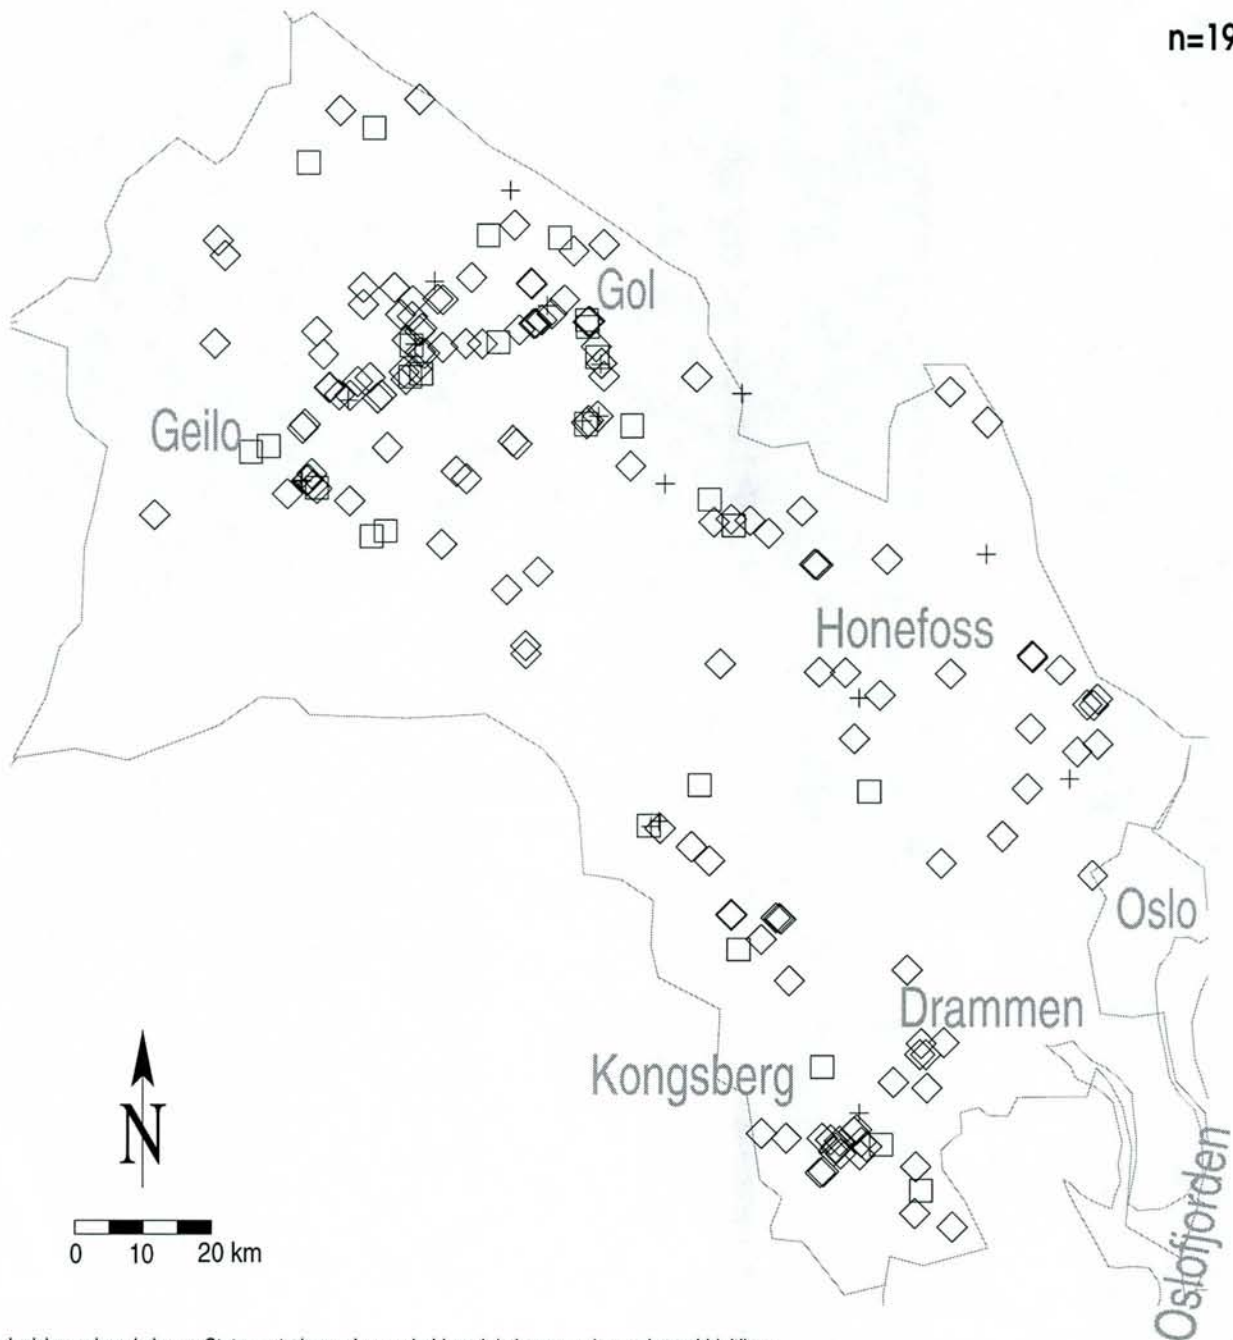 n=19
Gol
Geilo
Honefoss
Oslo
Drammen
Kongsberg
N
0 10 20 km
Oslofjorden